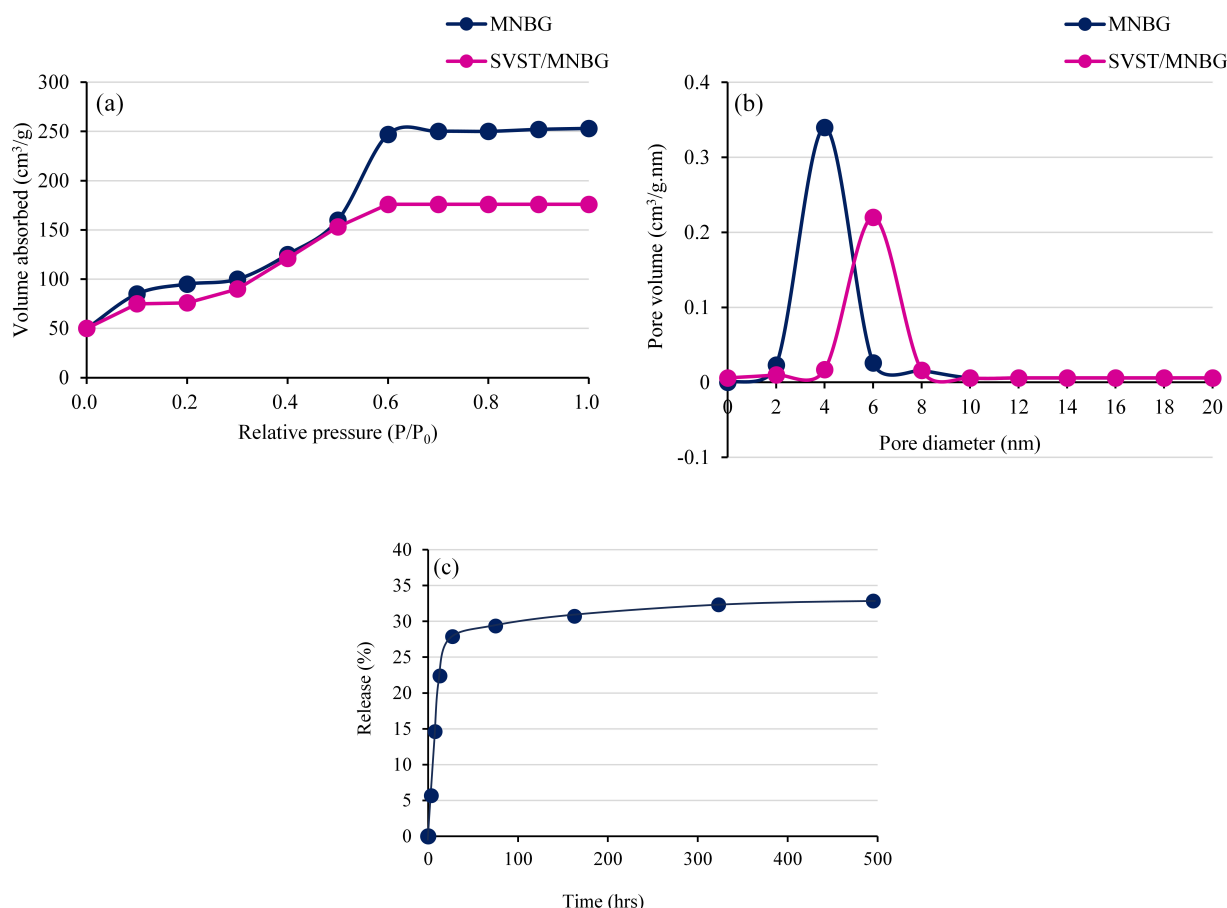 MNBG
SVST/MNBG
(a)
Volume absorbed (cm³/g)
300
250
200
150
100
50
0
0.0 0.2 0.4 0.6 0.8 1.0
Relative pressure (P/P₀)
MNBG
SVST/MNBG
(b)
Pore volume (cm³/g.nm)
0.4
0.3
0.2
0.1
0
-0.1
0 2 4 6 8 10 12 14 16 18 20
Pore diameter (nm)
(c)
Release (%)
40
35
30
25
20
15
10
5
0
0 100 200 300 400 500
Time (hrs)